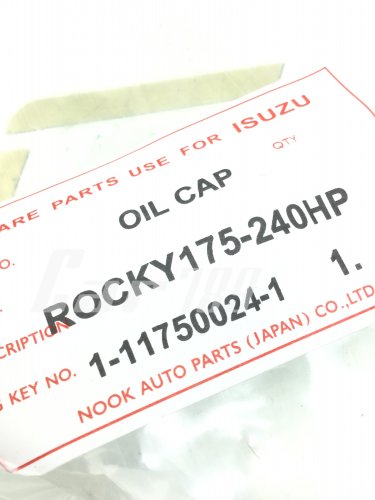 ARE PARTS USE FOR ISUZU
QTY
O.
OIL CAP
ROCKY175-240HP
CRIPTION
1-11750024-1 1.
G KEY NO.
NOOK AUTO PARTS (JAPAN) CO.,LTD